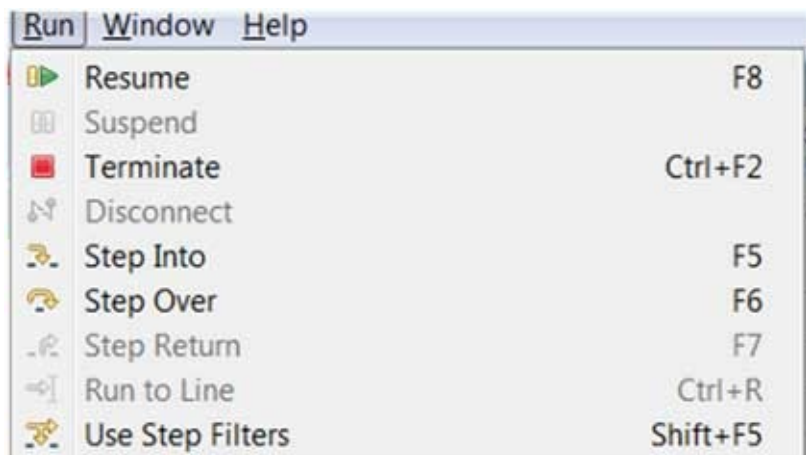 Run Window Help
Resume F8
Suspend
Terminate Ctrl+F2
Disconnect
Step Into F5
Step Over F6
Step Return F7
Run to Line Ctrl+R
Use Step Filters Shift+F5